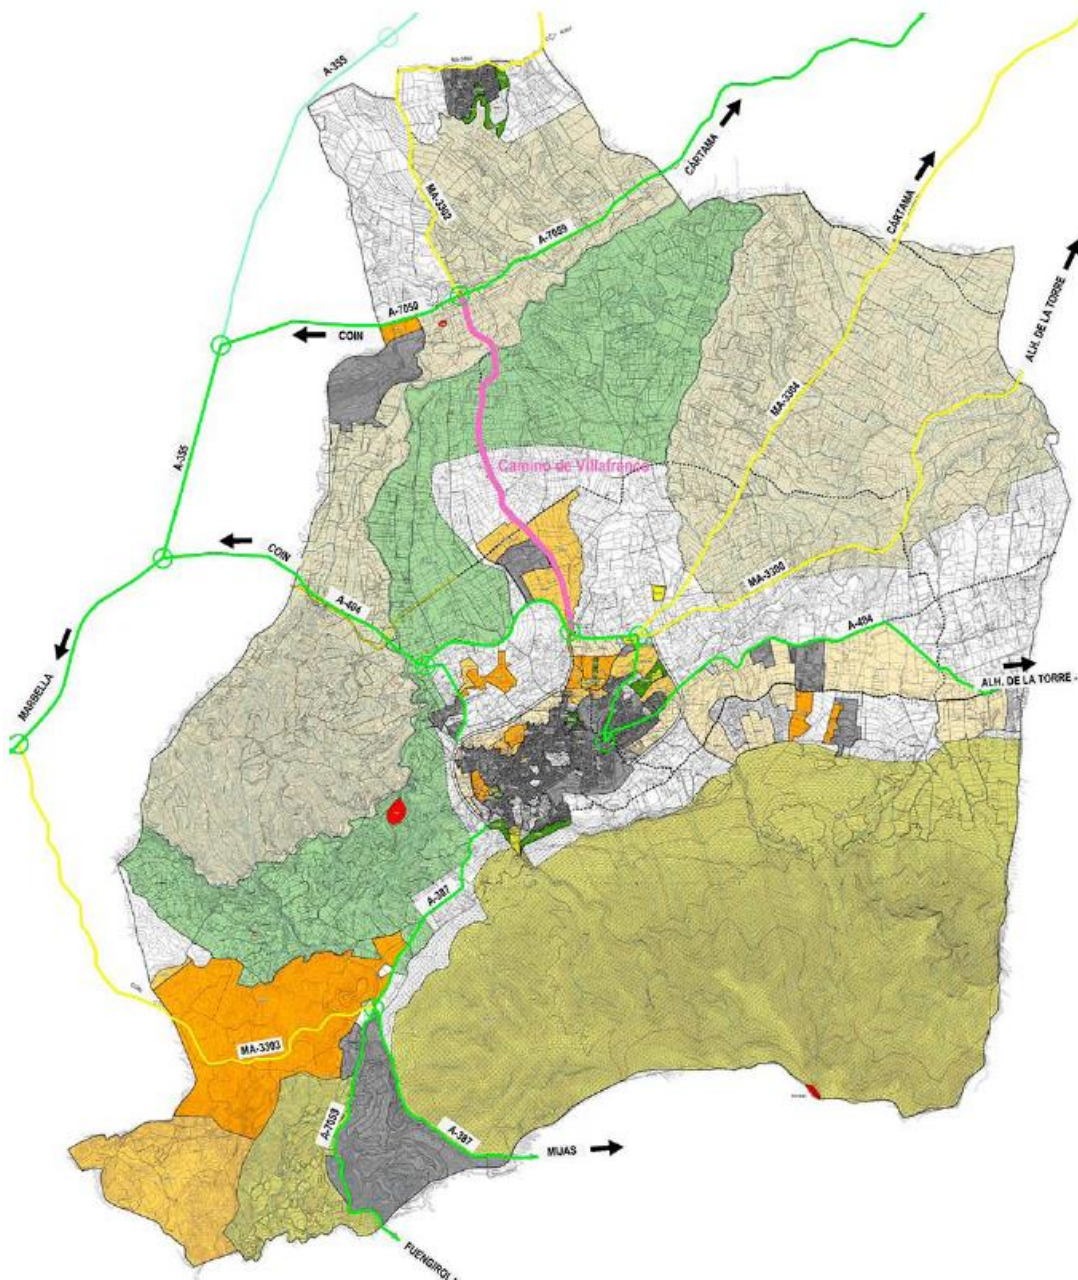 A-355
MA-3302
CÁRTAMA
A-7059
CÁRTAMA
A-7050
COIN
ALH. DE LA TORRE
MA-3304
A-355
Camino de Villafranco
COIN
MA-3300
A-404
A-404
ALH. DE LA TORRE -
MARBELLA
A-387
MA-3303
A-7053
A-387
MIJAS